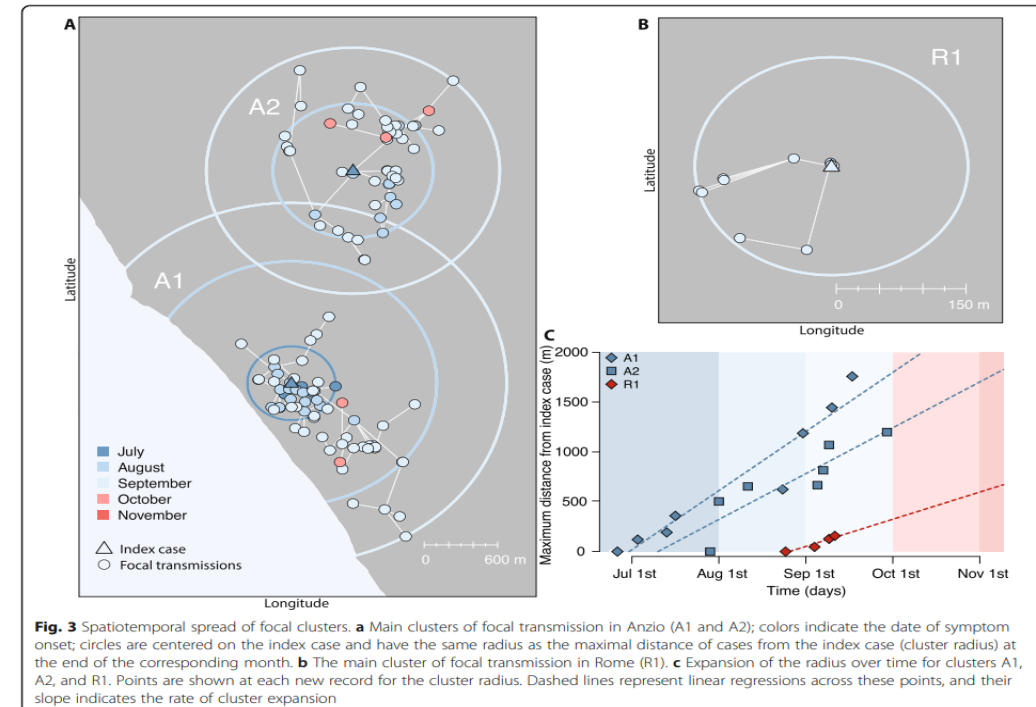 A
A2
A1
Latitude
July
August
September
October
November
Index case
Focal transmissions
0
600 m
Longitude
B
R1
Latitude
0
150 m
Longitude
C
Maximum distance from index case (m)
2000
1500
1000
500
0
A1
A2
R1
Jul 1st
Aug 1st
Sep 1st
Oct 1st
Nov 1st
Time (days)
Fig. 3 Spatiotemporal spread of focal clusters. a Main clusters of focal transmission in Anzio (A1 and A2); colors indicate the date of symptom
onset; circles are centered on the index case and have the same radius as the maximal distance of cases from the index case (cluster radius) at
the end of the corresponding month. b The main cluster of focal transmission in Rome (R1). c Expansion of the radius over time for clusters A1,
A2, and R1. Points are shown at each new record for the cluster radius. Dashed lines represent linear regressions across these points, and their
slope indicates the rate of cluster expansion